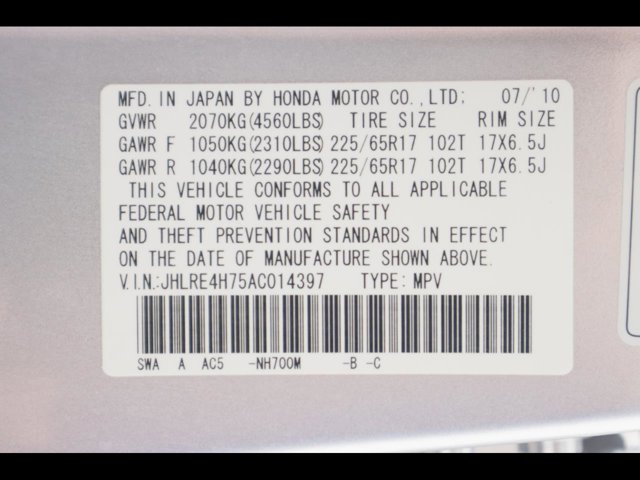 MFD. IN JAPAN BY HONDA MOTOR CO.,LTD; 07/'10
GVWR 2070KG(4560LBS) TIRE SIZE RIM SIZE
GAWR F 1050KG(2310LBS) 225/65R17 102T 17X6.5J
GAWR R 1040KG(2290LBS) 225/65R17 102T 17X6.5J
THIS VEHICLE CONFORMS TO ALL APPLICABLE
FEDERAL MOTOR VEHICLE SAFETY
AND THEFT PREVENTION STANDARDS IN EFFECT
ON THE DATE OF MANUFACTURE SHOWN ABOVE.
V.I.N:JHLRE4H75AC014397 TYPE: MPV
SWA A AC5 -NH700M -B -C